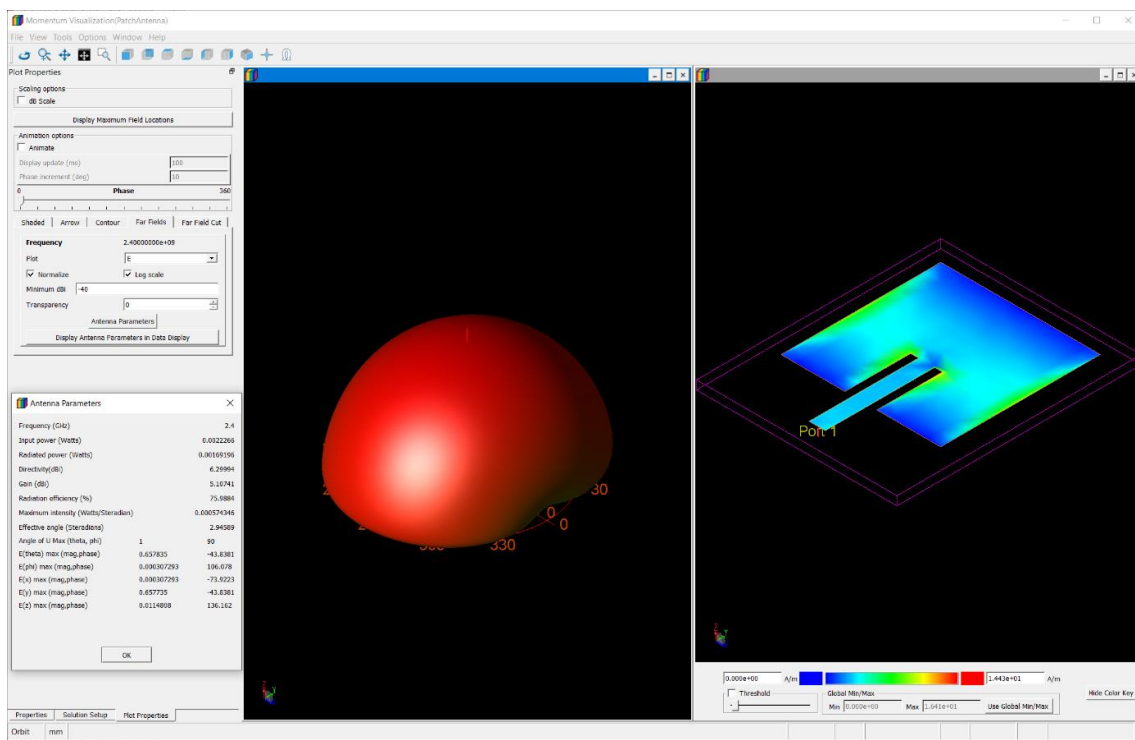 Momentum Visualization(PatchAntenna)
File View Tools Options Window Help
Plot Properties
Scaling options
dB Scale
Display Maximum Field Locations
Animation options
Animate
Display update (ms) 100
Phase increment (deg) 10
0 Phase 360
Shaded Arrow Contour Far Fields Far Field Cut
Frequency 2.40000000e+09
Plot E
Normalize Log scale
Minimum dBi -40
Transparency 0
Antenna Parameters
Display Antenna Parameters in Data Display
Antenna Parameters
Frequency (GHz) 2.4
Input power (Watts) 0.0022266
Radiated power (Watts) 0.00169196
Directivity(dBi) 6.29994
Gain (dBi) 5.10741
Radiation efficiency (%) 75.9884
Maximum intensity (Watts/Steradian) 0.000574346
Effective angle (Steradians) 2.94589
Angle of U Max (theta, phi) 1 90
E(theta) max (mag,phase) 0.657835 -43.8381
E(phi) max (mag,phase) 0.000307293 106.078
E(x) max (mag,phase) 0.000307293 -73.9223
E(y) max (mag,phase) 0.657735 -43.8381
E(z) max (mag,phase) 0.0114808 136.162
OK
Properties Solution Setup Plot Properties
Orbit mm
30
0
0
330
Z
Y
Port 1
Z
Y
0.000e+00 A/m 1.443e+01 A/m
Threshold
Global Min/Max
Min 0.000e+00 Max 1.641e+01 Use Global Min/Max
Hide Color Key